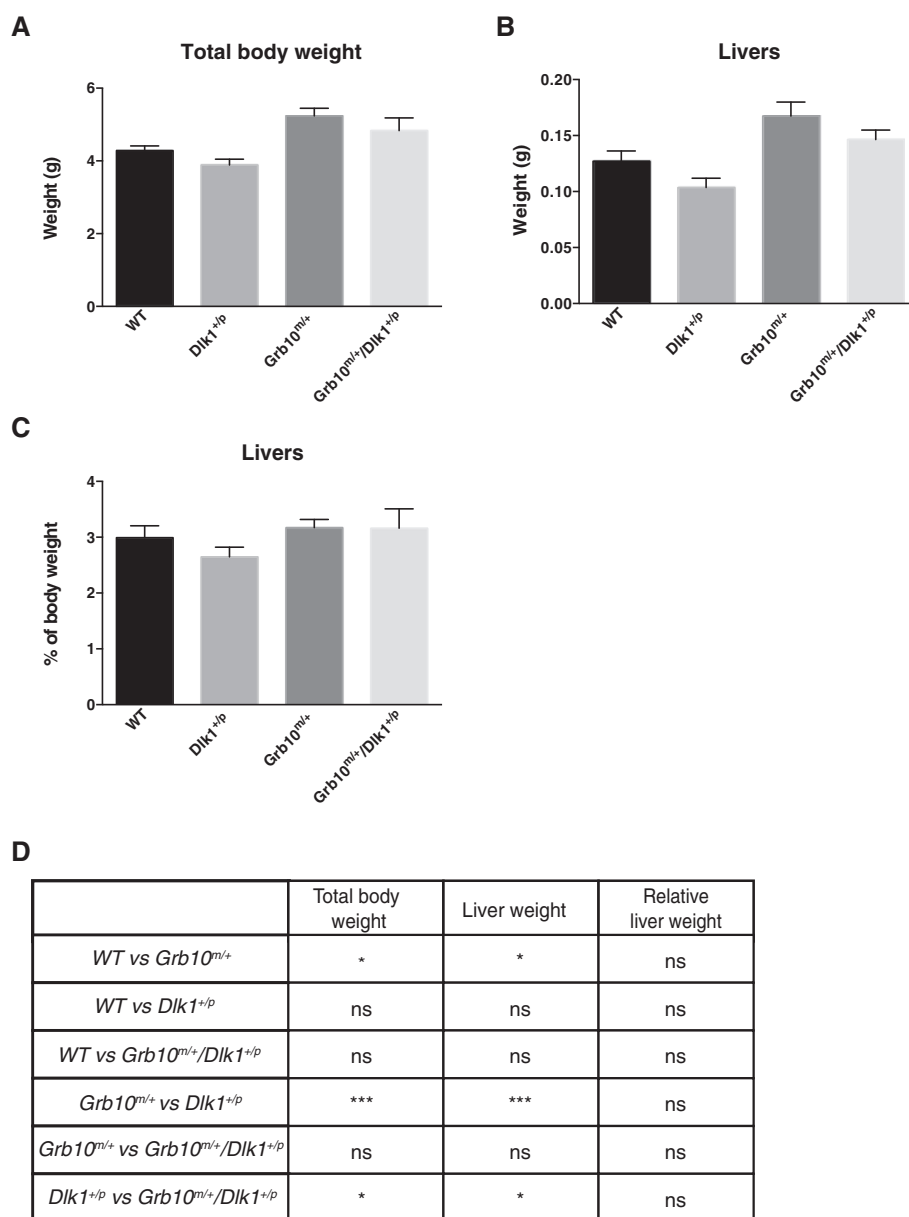 A
Total body weight
Weight (g)
6
4
2
0
WT
Dlk1+/p
Grb10m/+
Grb10m/+/Dlk1+/p
B
Livers
Weight (g)
0.20
0.15
0.10
0.05
0.00
WT
Dlk1+/p
Grb10m/+
Grb10m/+/Dlk1+/p
C
Livers
% of body weight
4
3
2
1
0
WT
Dlk1+/p
Grb10m/+
Grb10m/+/Dlk1+/p
D
Total body
weight
Liver weight
Relative
liver weight
WT vs Grb10m/+ * * ns
WT vs Dlk1+/p ns ns ns
WT vs Grb10m/+/Dlk1+/p ns ns ns
Grb10m/+ vs Dlk1+/p *** *** ns
Grb10m/+ vs Grb10m/+/Dlk1+/p ns ns ns
Dlk1+/p vs Grb10m/+/Dlk1+/p * * ns